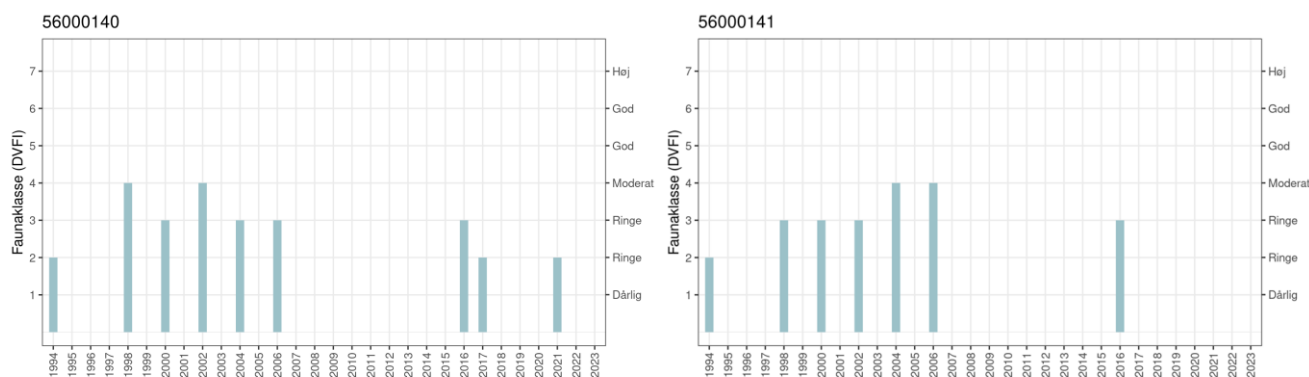 56000140
Faunaklasse (DVFI)
7
6
5
4
3
2
1
Høj
God
God
Moderat
Ringe
Ringe
Dårlig
1994 1995 1996 1997 1998 1999 2000 2001 2002 2003 2004 2005 2006 2007 2008 2009 2010 2011 2012 2013 2014 2015 2016 2017 2018 2019 2020 2021 2022 2023
56000141
Faunaklasse (DVFI)
7
6
5
4
3
2
1
Høj
God
God
Moderat
Ringe
Ringe
Dårlig
1994 1995 1996 1997 1998 1999 2000 2001 2002 2003 2004 2005 2006 2007 2008 2009 2010 2011 2012 2013 2014 2015 2016 2017 2018 2019 2020 2021 2022 2023